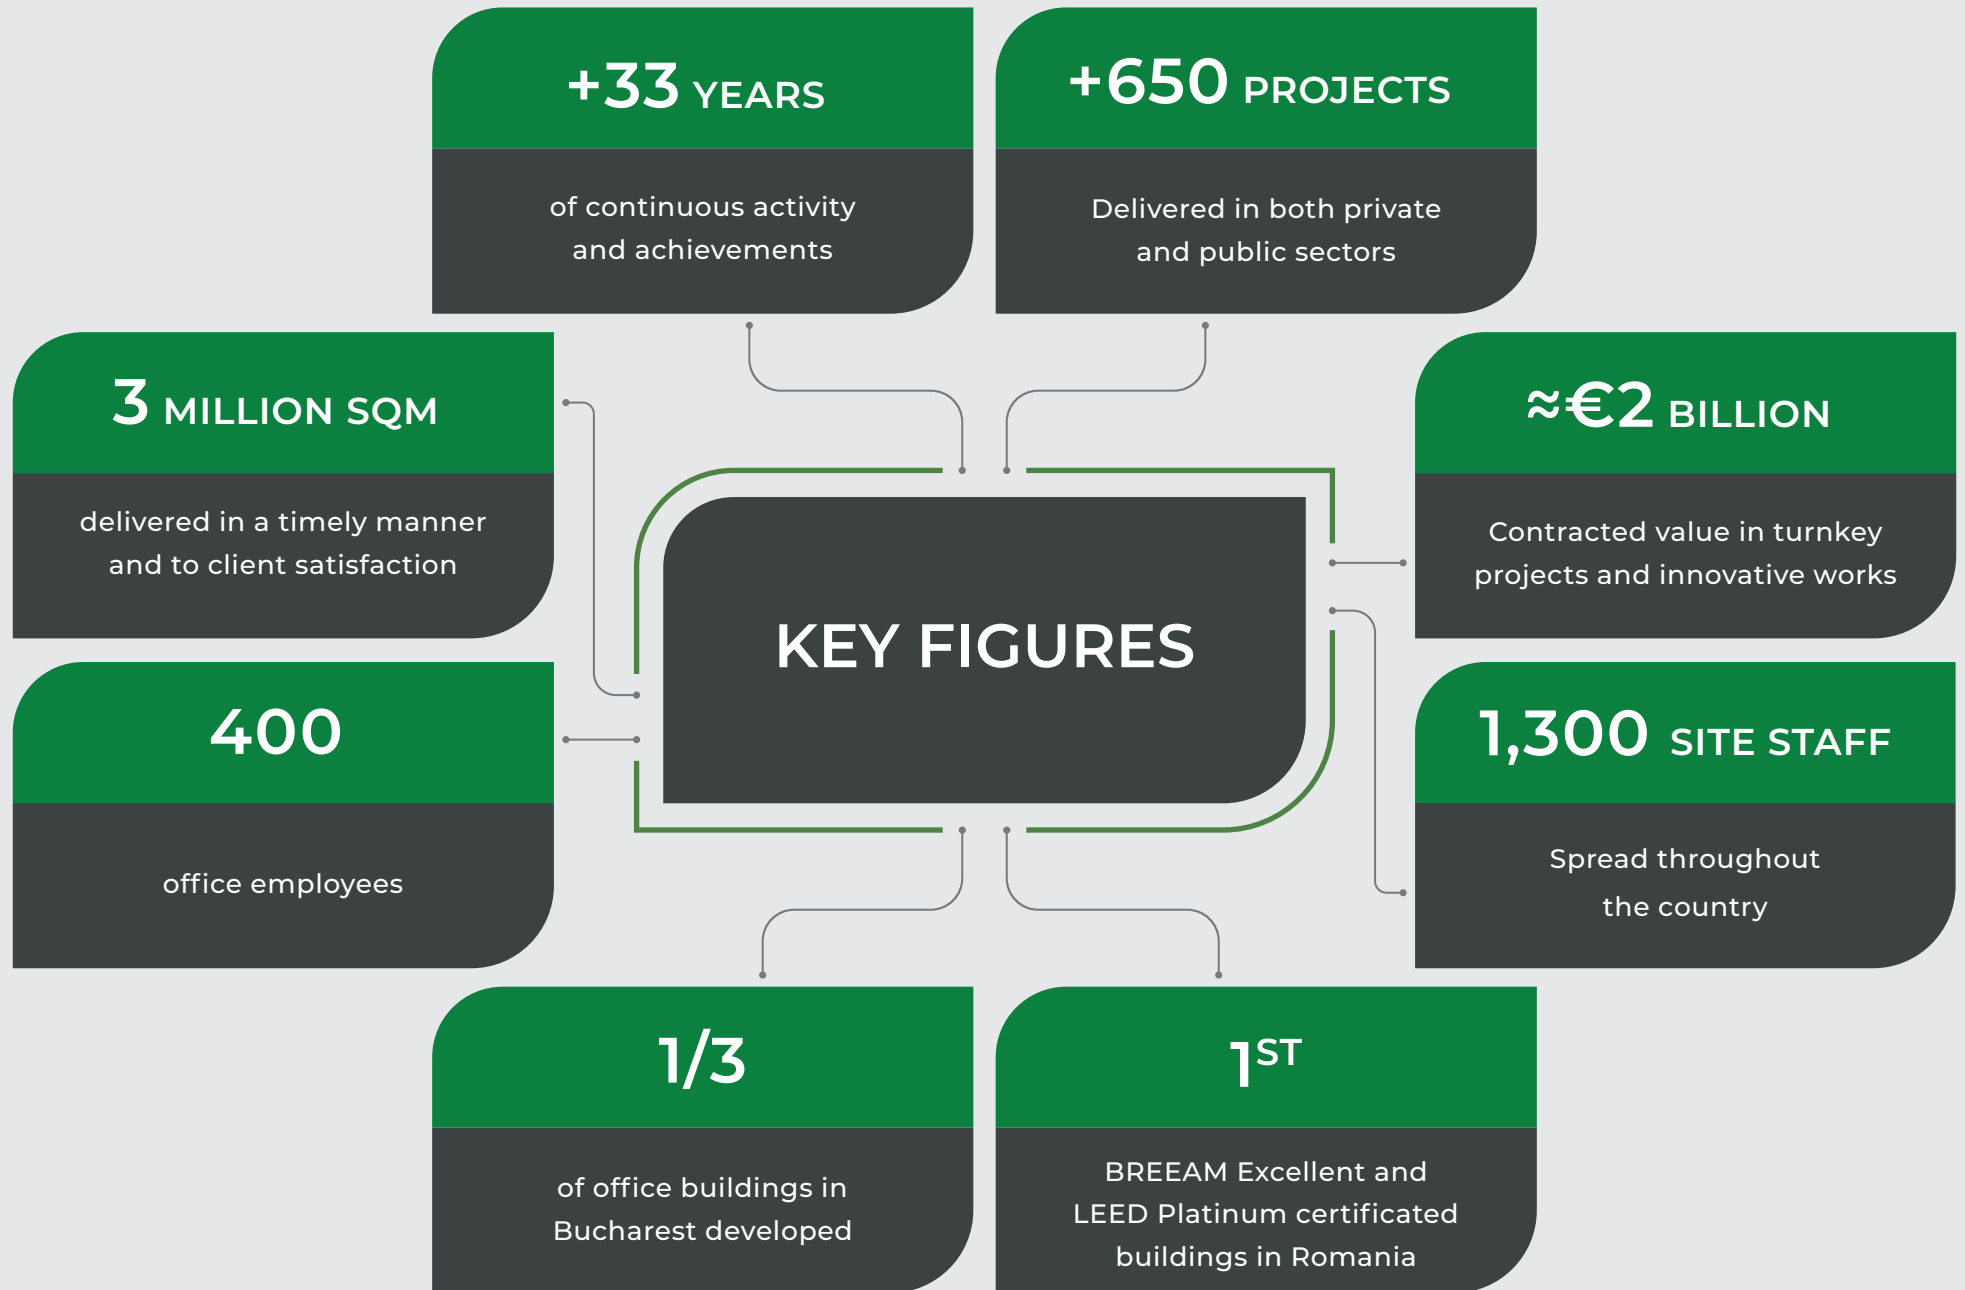 +33 YEARS
of continuous activity
and achievements
+650 PROJECTS
Delivered in both private
and public sectors
3 MILLION SQM
delivered in a timely manner
and to client satisfaction
≈€2 BILLION
Contracted value in turnkey
projects and innovative works
KEY FIGURES
400
office employees
1,300 SITE STAFF
Spread throughout
the country
1/3
of office buildings in
Bucharest developed
1ST
BREEAM Excellent and
LEED Platinum certificated
buildings in Romania